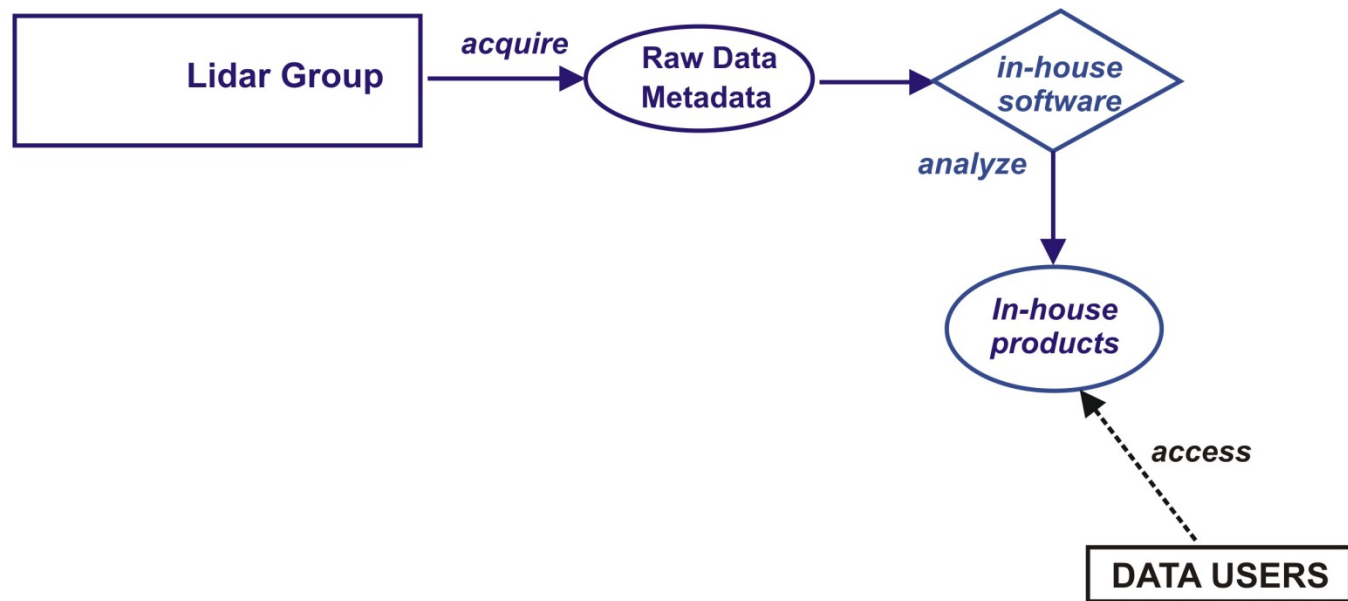 Lidar Group
acquire
Raw Data
Metadata
in-house
software
analyze
In-house
products
access
DATA USERS